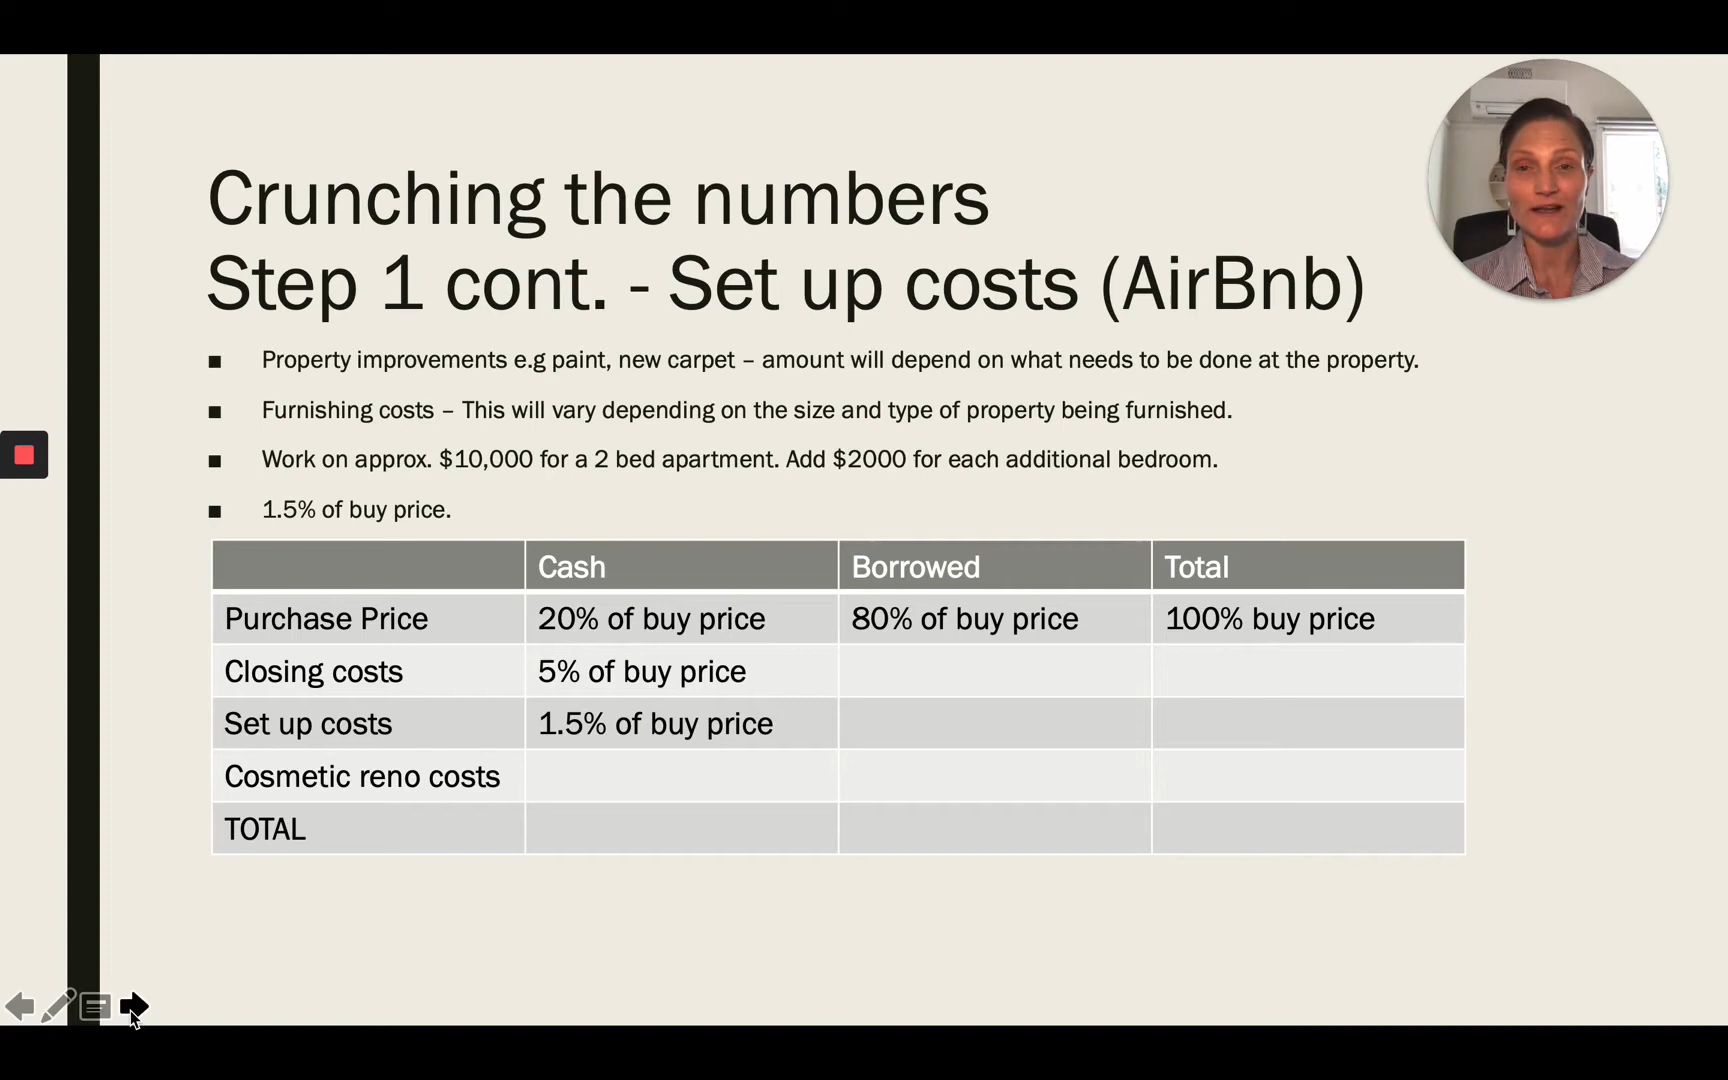 Crunching the numbers
Step 1 cont. - Set up costs (AirBnb)
■ Property improvements e.g paint, new carpet – amount will depend on what needs to be done at the property.
■ Furnishing costs – This will vary depending on the size and type of property being furnished.
■ Work on approx. $10,000 for a 2 bed apartment. Add $2000 for each additional bedroom.
■ 1.5% of buy price.
Cash Borrowed Total
Purchase Price 20% of buy price 80% of buy price 100% buy price
Closing costs 5% of buy price
Set up costs 1.5% of buy price
Cosmetic reno costs
TOTAL